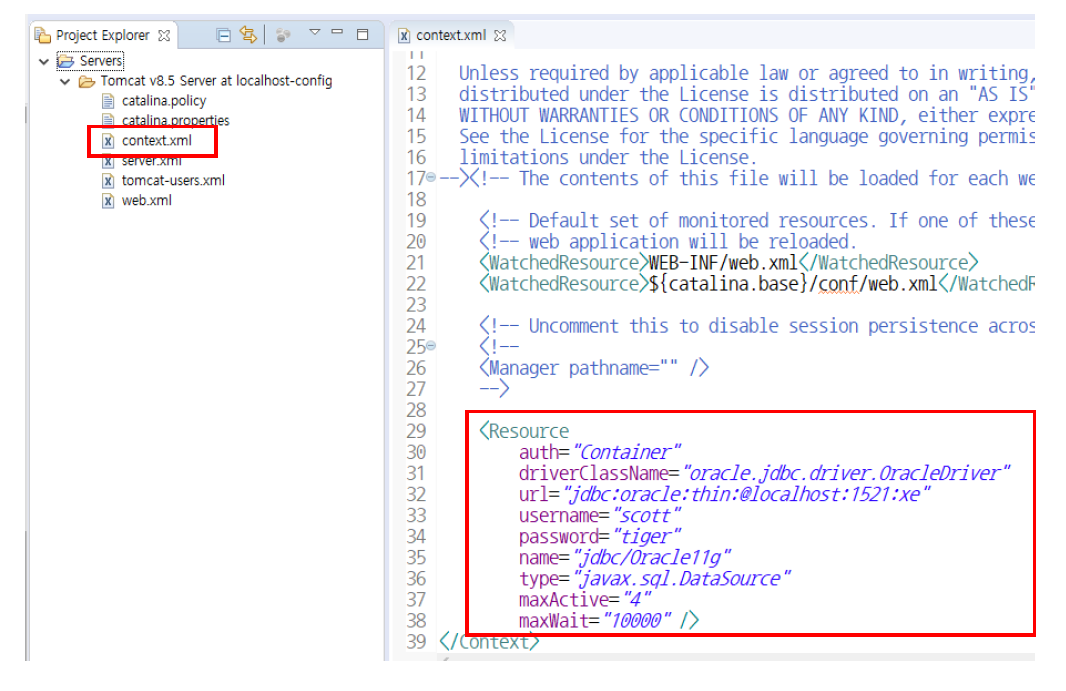 Project Explorer
Servers
Tomcat v8.5 Server at localhost-config
catalina.policy
catalina.properties
context.xml
server.xml
tomcat-users.xml
web.xml
context.xml
11
12 Unless required by applicable law or agreed to in writing,
13 distributed under the License is distributed on an "AS IS"
14 WITHOUT WARRANTIES OR CONDITIONS OF ANY KIND, either expre
15 See the License for the specific language governing permis
16 limitations under the License.
17 --><!-- The contents of this file will be loaded for each we
18
19 <!-- Default set of monitored resources. If one of these
20 <!-- web application will be reloaded.
21 <WatchedResource>WEB-INF/web.xml</WatchedResource>
22 <WatchedResource>${catalina.base}/conf/web.xml</WatchedR
23
24 <!-- Uncomment this to disable session persistence acros
25 <!--
26 <Manager pathname="" />
27 -->
28
29 <Resource
30 auth="Container"
31 driverClassName="oracle.jdbc.driver.OracleDriver"
32 url="jdbc:oracle:thin:@localhost:1521:xe"
33 username="scott"
34 password="tiger"
35 name="jdbc/Oracle11g"
36 type="javax.sql.DataSource"
37 maxActive="4"
38 maxWait="10000" />
39 </Context>